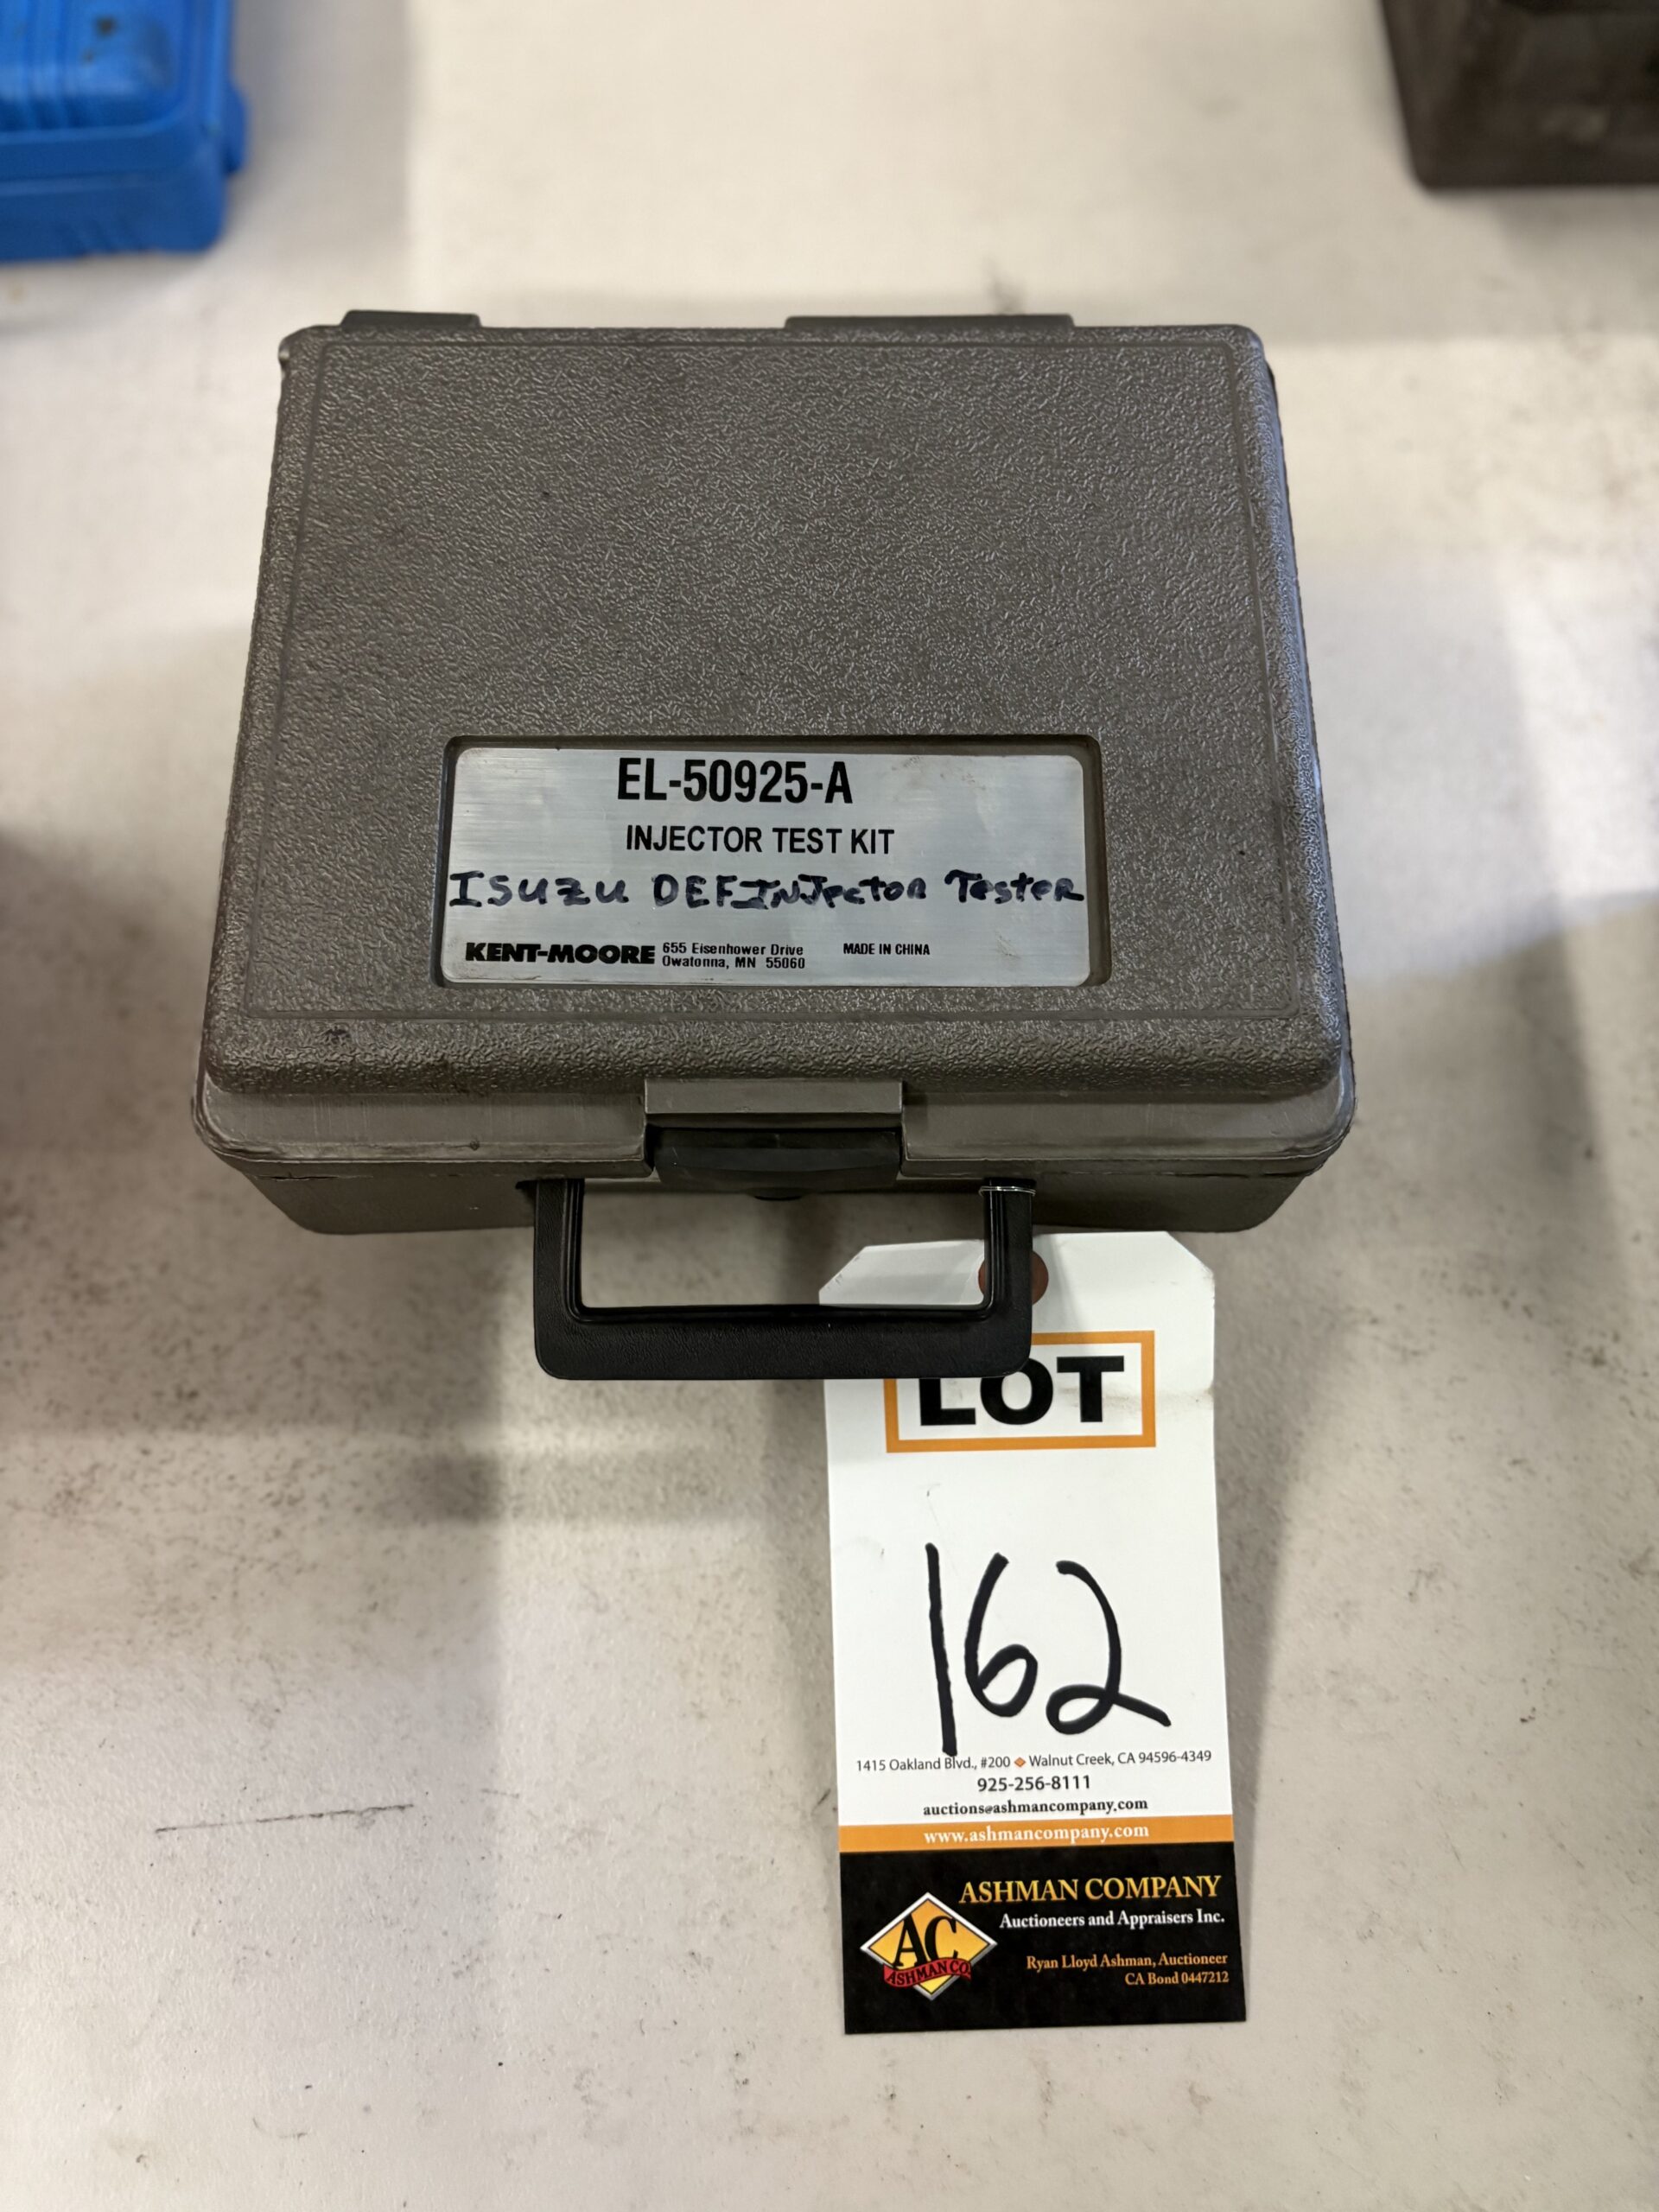 EL-50925-A
INJECTOR TEST KIT
ISUZU DEF INJector Tester
KENT-MOORE 655 Eisenhower Drive MADE IN CHINA
Owatonna, MN 55060
LOT
162
1415 Oakland Blvd., #200 ◆ Walnut Creek, CA 94596-4349
925-256-8111
auctions@ashmancompany.com
www.ashmancompany.com
ASHMAN COMPANY
Auctioneers and Appraisers Inc.
AC
ASHMAN CO.
Ryan Lloyd Ashman, Auctioneer
CA Bond 0447212